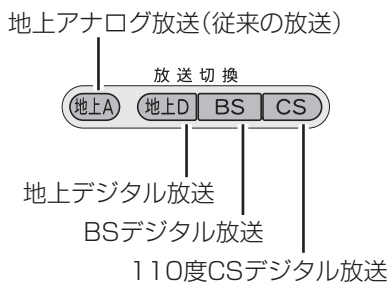 地上アナログ放送（従来の放送）
放送切換
地上A 地上D BS CS
地上デジタル放送
BSデジタル放送
110度CSデジタル放送